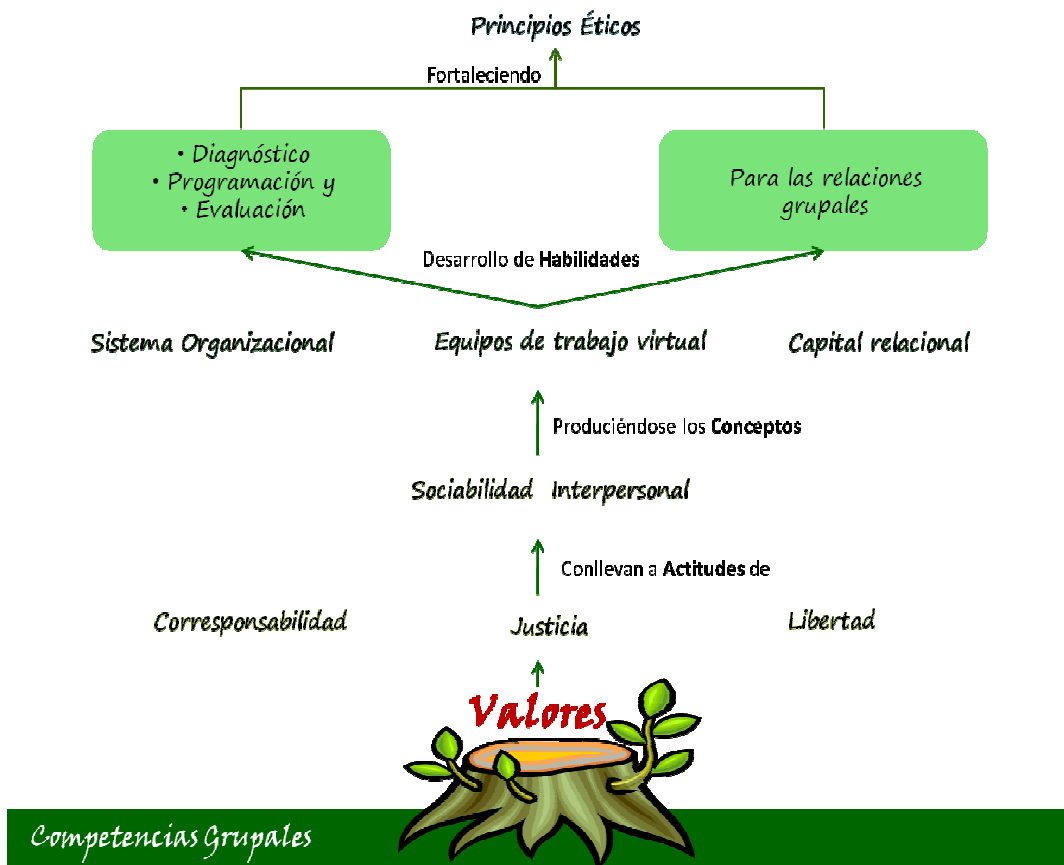 Principios Éticos
Fortaleciendo
• Diagnóstico
• Programación y
• Evaluación
Para las relaciones
grupales
Desarrollo de Habilidades
Sistema Organizacional
Equipos de trabajo virtual
Capital relacional
Produciéndose los Conceptos
Sociabilidad Interpersonal
Conllevan a Actitudes de
Corresponsabilidad
Justicia
Libertad
Valores
Competencias Grupales